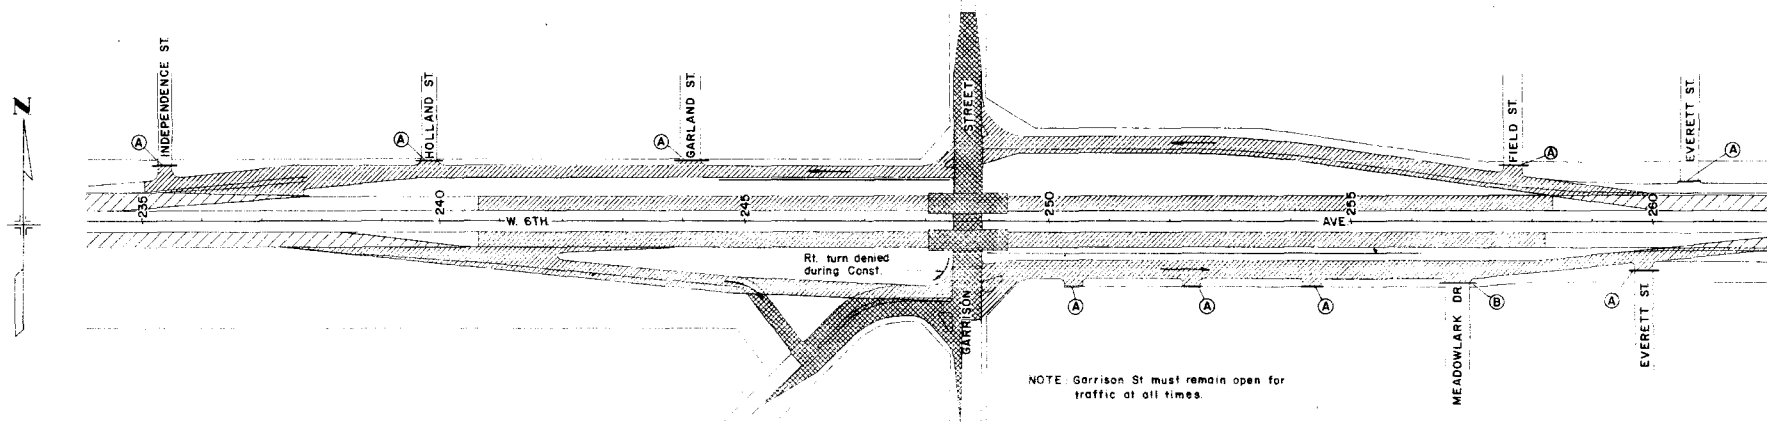 N
INDEPENDENCE ST.
HOLLAND ST.
GARLAND ST.
STREET
FIELD ST.
EVERETT ST.
A
A
A
A
A
235
240
245
250
255
260
W. 6TH
AVE.
Rt. turn denied
during Const.
GARRISON
A
A
A
B
A
MEADOWLARK DR.
EVERETT ST.
NOTE: Garrison St must remain open for
traffic at all times.